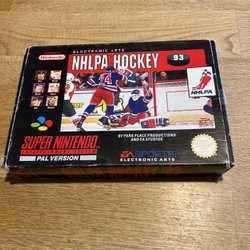 ELECTRONIC ARTS
Nintendo
NHLPA HOCKEY 93
NHLPA
BY PARK PLACE PRODUCTIONS
AND EA STUDIOS
SUPER NINTENDO
ENTERTAINMENT SYSTEM
PAL VERSION
EA SPORTS
ELECTRONIC ARTS